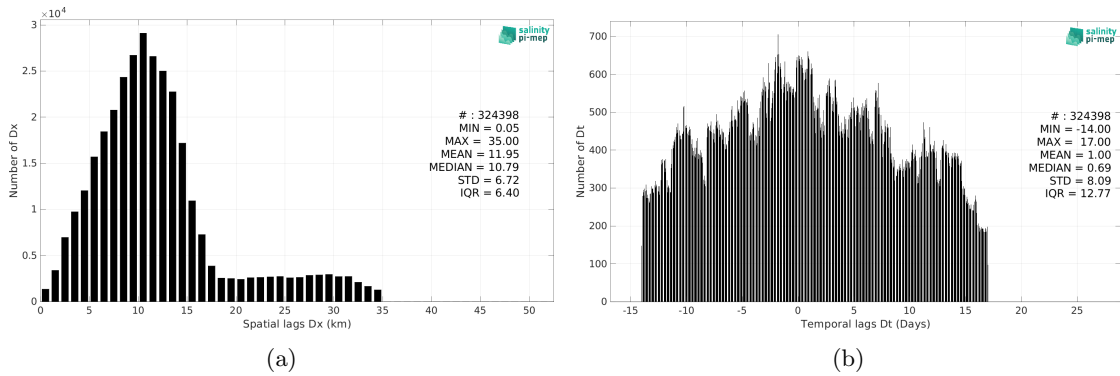 ×10⁴
3
2.5
2
1.5
1
0.5
0
Number of Dx
0 5 10 15 20 25 30 35 40 45 50
Spatial lags Dx (km)
salinity
pi-mep
# : 324398
MIN = 0.05
MAX = 35.00
MEAN = 11.95
MEDIAN = 10.79
STD = 6.72
IQR = 6.40
(a)
700
600
500
400
300
200
100
0
Number of Dt
-15 -10 -5 0 5 10 15 20 25
Temporal lags Dt (Days)
salinity
pi-mep
# : 324398
MIN = -14.00
MAX = 17.00
MEAN = 1.00
MEDIAN = 0.69
STD = 8.09
IQR = 12.77
(b)